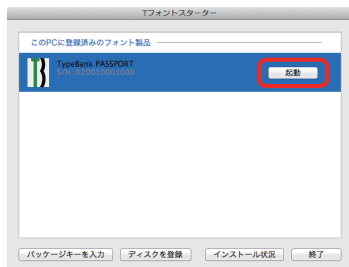 Tフォントスターター
このPCに登録済みのフォント製品
TypeBank PASSPORT
S/N: 020010001000
起動
パッケージキーを入力
ディスクを登録
インストール状況
終了